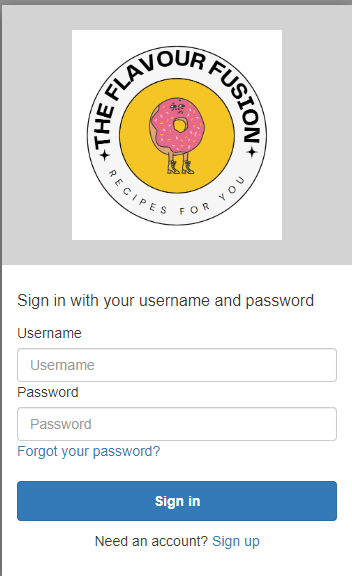 THE FLAVOUR FUSION
RECIPES FOR YOU
Sign in with your username and password
Username
Username
Password
Password
Forgot your password?
Sign in
Need an account? Sign up